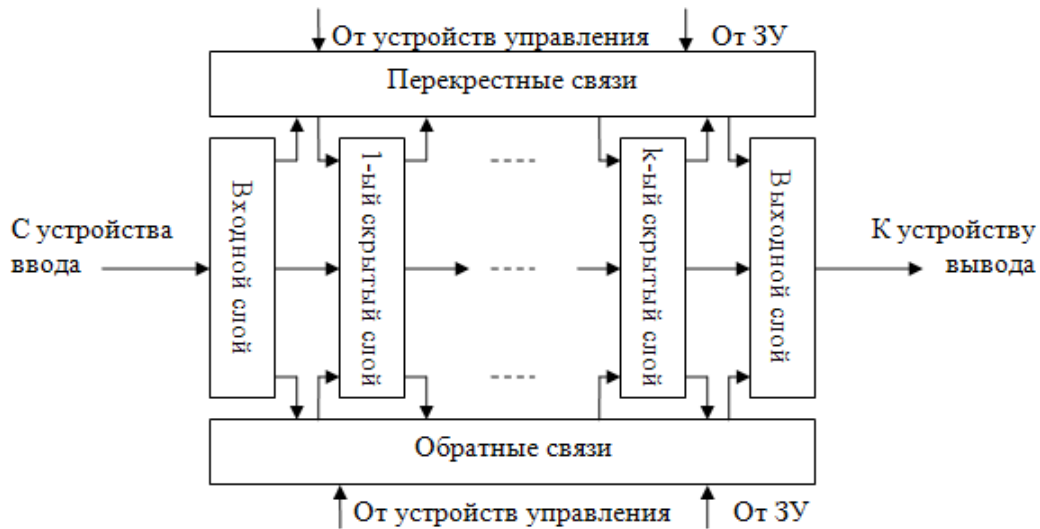 От устройств управления
От ЗУ
Перекрестные связи
С устройства
ввода
Входной слой
1-ый скрытый слой
k-ый скрытый слой
Выходной слой
К устройству
вывода
Обратные связи
От устройств управления
От ЗУ